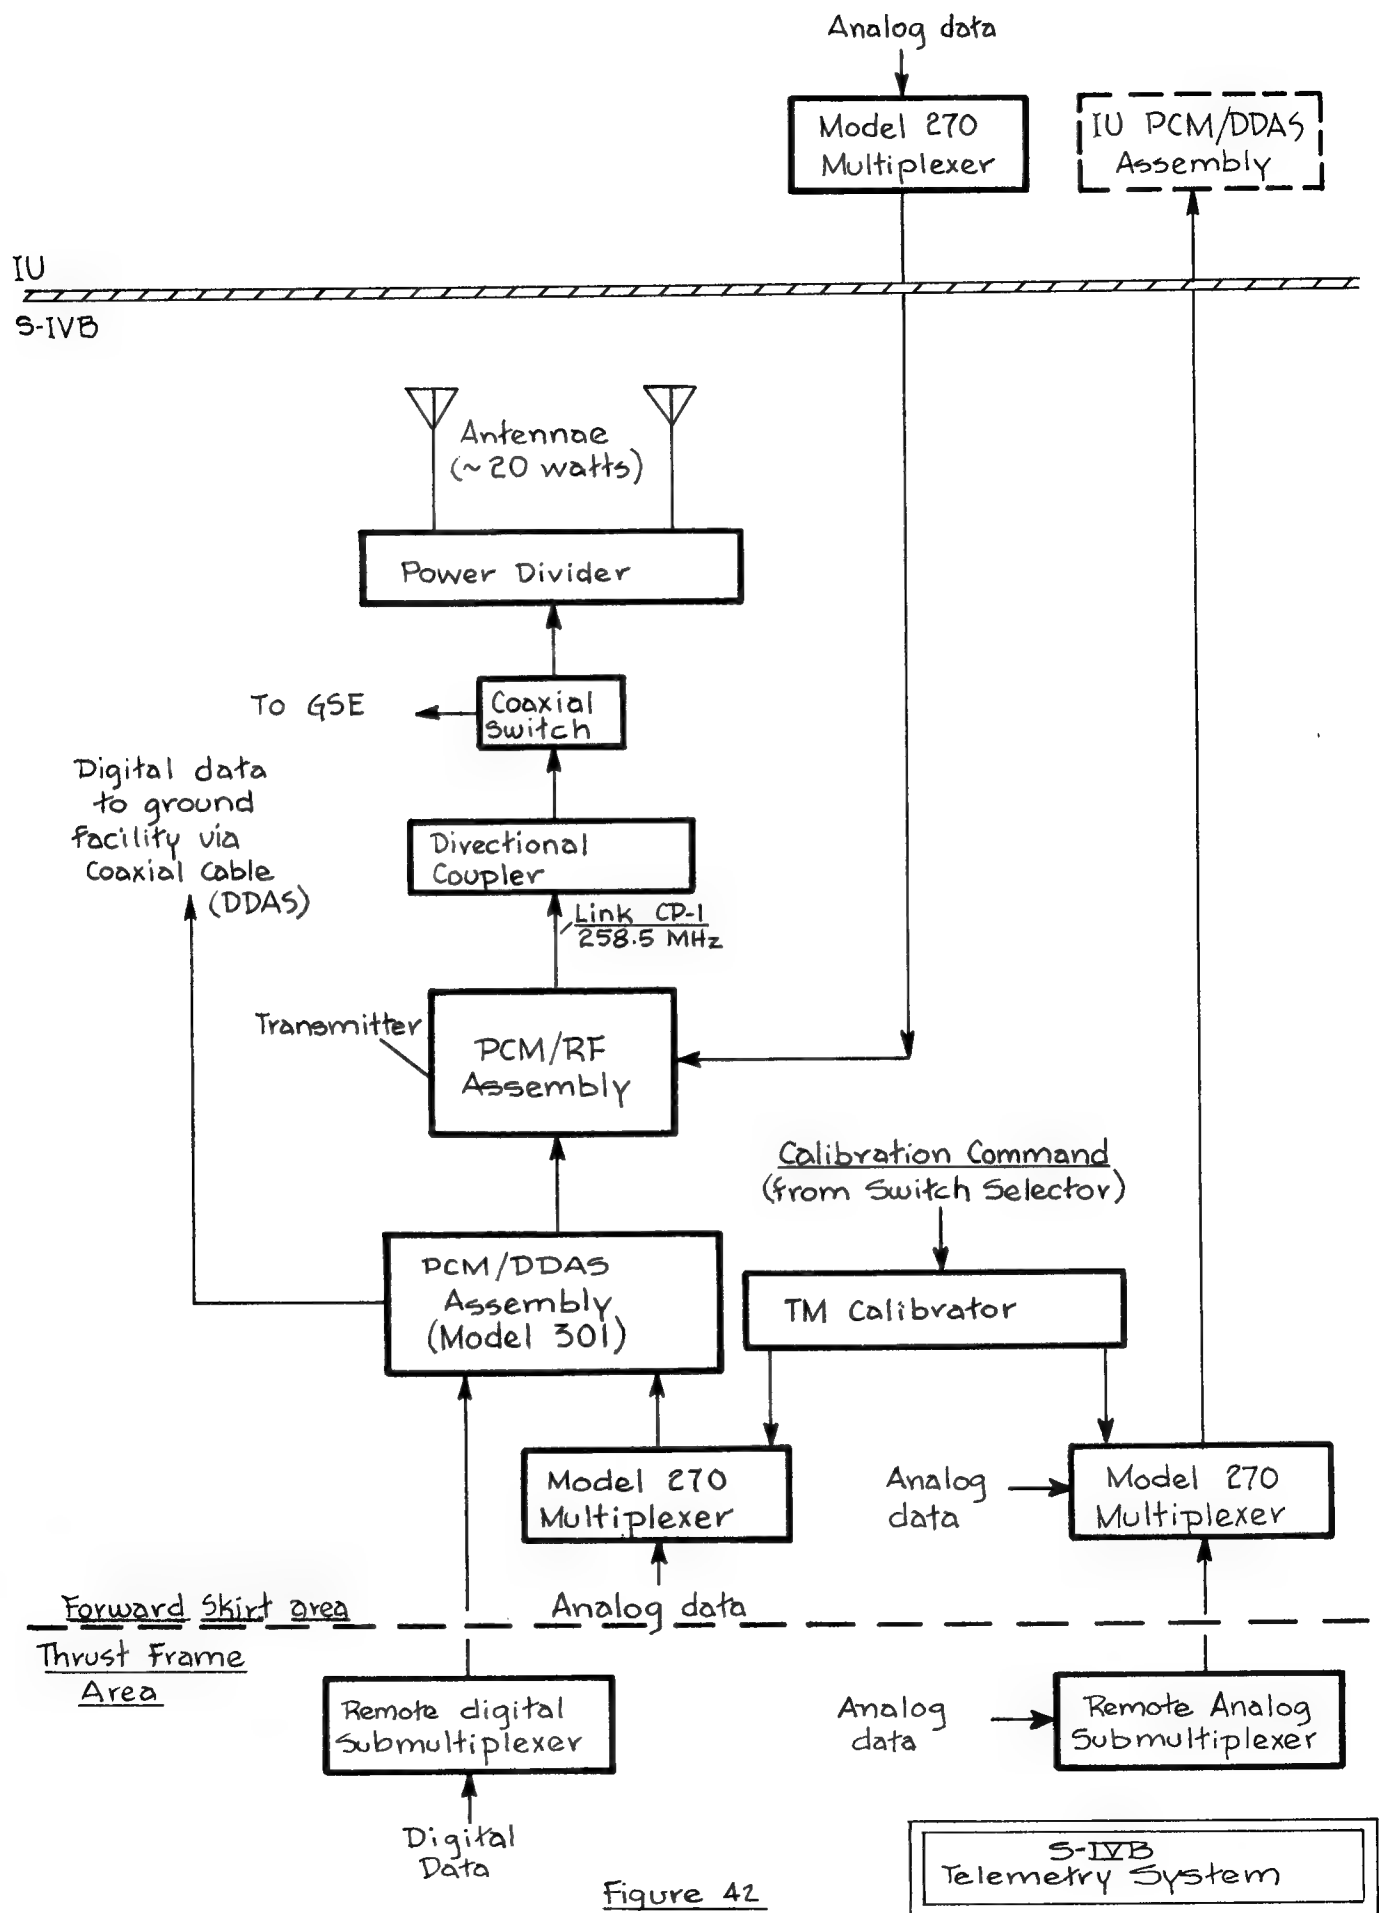 Analog data
Model 270
Multiplexer
IU PCM/DDAS
Assembly
IU
S-IVB
Antennae
(~20 watts)
Power Divider
To GSE
Coaxial
Switch
Digital data
to ground
facility via
Coaxial Cable
(DDAS)
Directional
Coupler
Link CP-1
258.5 MHz
Transmitter
PCM/RF
Assembly
Calibration Command
(from Switch Selector)
PCM/DDAS
Assembly
(Model 301)
TM Calibrator
Model 270
Multiplexer
Analog
data
Model 270
Multiplexer
Forward Skirt area
Analog data
Thrust Frame
Area
Remote digital
Submultiplexer
Analog
data
Remote Analog
Submultiplexer
Digital
Data
Figure 42
S-IVB
Telemetry System